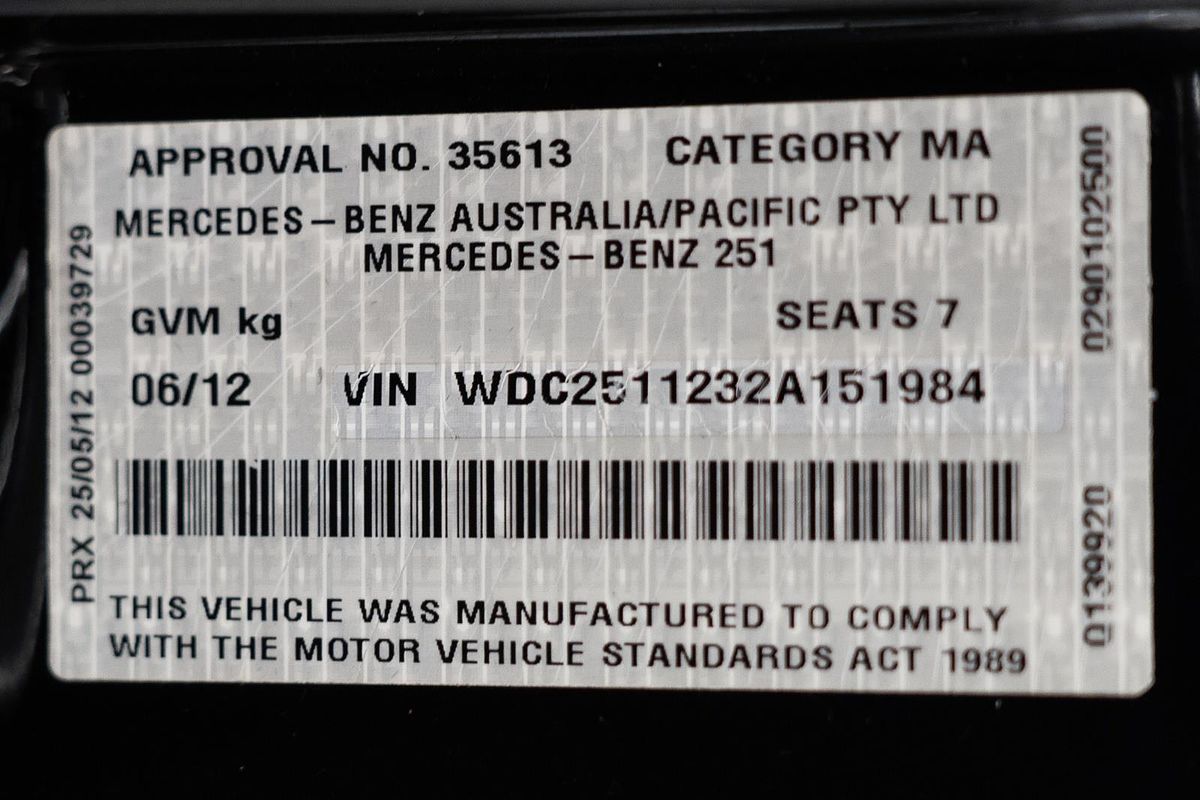 APPROVAL NO. 35613 CATEGORY MA
MERCEDES-BENZ AUSTRALIA/PACIFIC PTY LTD
MERCEDES-BENZ 251
GVM kg SEATS 7
06/12 VIN WDC2511232A151984
THIS VEHICLE WAS MANUFACTURED TO COMPLY
WITH THE MOTOR VEHICLE STANDARDS ACT 1989
PRX 25/05/12 00039729
0290102500
01399920